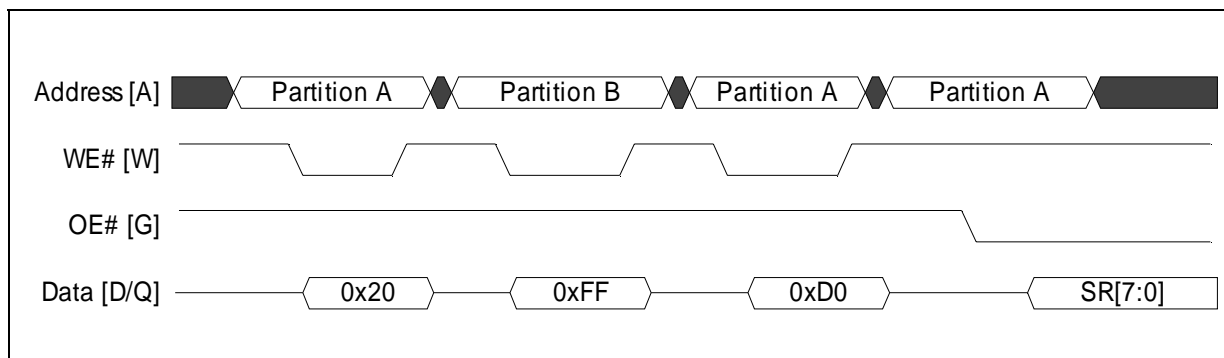 Address [A] Partition A Partition B Partition A Partition A
WE# [W]
OE# [G]
Data [D/Q] 0x20 0xFF 0xD0 SR[7:0]